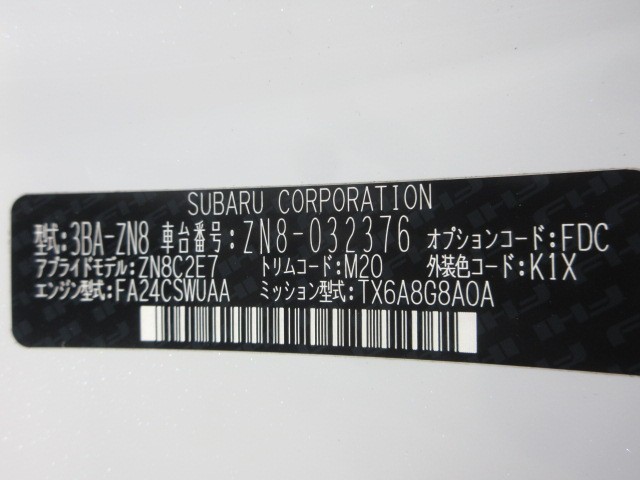 SUBARU CORPORATION
型式:3BA-ZN8 車台番号:ZN8-032376 オプションコード:FDC
アプライドモデル:ZN8C2E7 トリムコード:M20 外装色コード:K1X
エンジン型式:FA24CSWUAA ミッション型式:TX6A8G8A0A